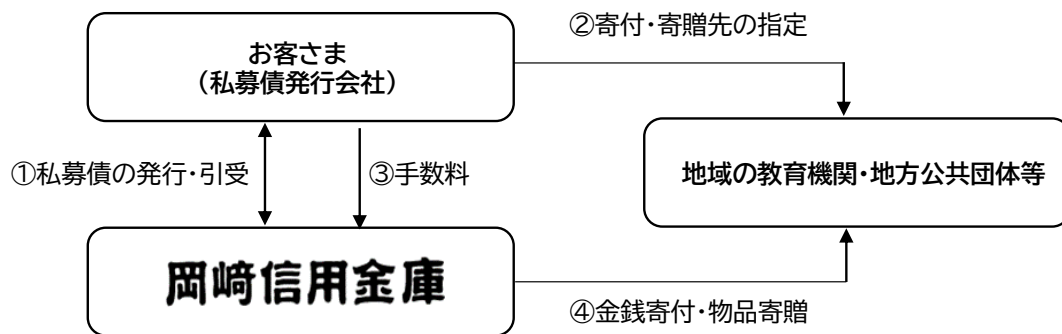 ②寄付・寄贈先の指定
お客さま
（私募債発行会社）
①私募債の発行・引受
③手数料
地域の教育機関・地方公共団体等
岡崎信用金庫
④金銭寄付・物品寄贈